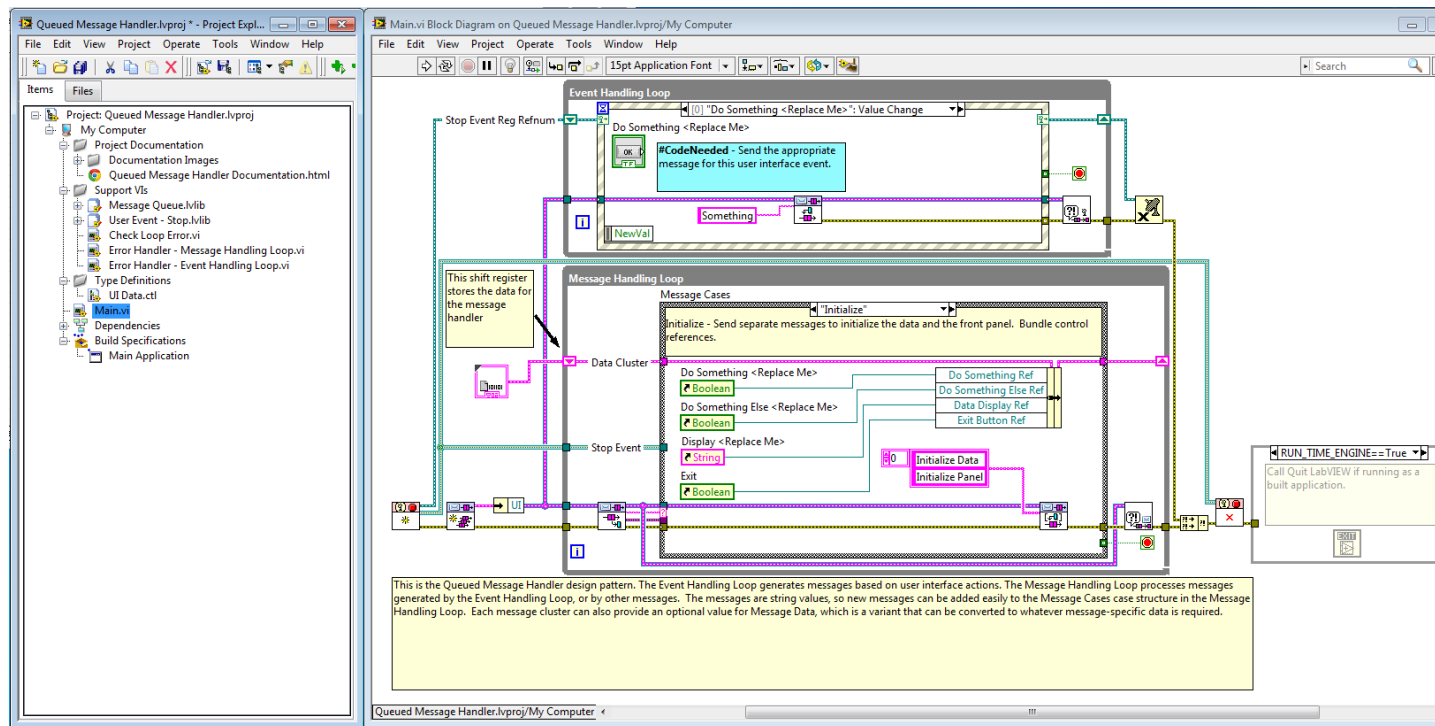 Queued Message Handler.lvproj * - Project Expl...
File Edit View Project Operate Tools Window Help
Items Files
Project: Queued Message Handler.lvproj
My Computer
Project Documentation
Documentation Images
Queued Message Handler Documentation.html
Support VIs
Message Queue.lvlib
User Event - Stop.lvlib
Check Loop Error.vi
Error Handler - Message Handling Loop.vi
Error Handler - Event Handling Loop.vi
Type Definitions
UI Data.ctl
Main.vi
Dependencies
Build Specifications
Main Application
Main.vi Block Diagram on Queued Message Handler.lvproj/My Computer
File Edit View Project Operate Tools Window Help
15pt Application Font
Search
Event Handling Loop
[0] "Do Something <Replace Me>": Value Change
Stop Event Reg Refnum
Do Something <Replace Me>
OK
TF
#CodeNeeded - Send the appropriate
message for this user interface event.
Something
i
NewVal
This shift register
stores the data for
the message
handler
Message Handling Loop
Message Cases
"Initialize"
Initialize - Send separate messages to initialize the data and the front panel. Bundle control
references.
Data Cluster
Do Something <Replace Me>
Boolean
Do Something Else <Replace Me>
Boolean
Display <Replace Me>
String
Exit
Boolean
Do Something Ref
Do Something Else Ref
Data Display Ref
Exit Button Ref
Stop Event
0
Initialize Data
Initialize Panel
UI
i
RUN_TIME_ENGINE==True
Call Quit LabVIEW if running as a
built application.
EXIT
This is the Queued Message Handler design pattern. The Event Handling Loop generates messages based on user interface actions. The Message Handling Loop processes messages
generated by the Event Handling Loop, or by other messages. The messages are string values, so new messages can be added easily to the Message Cases case structure in the Message
Handling Loop. Each message cluster can also provide an optional value for Message Data, which is a variant that can be converted to whatever message-specific data is required.
Queued Message Handler.lvproj/My Computer